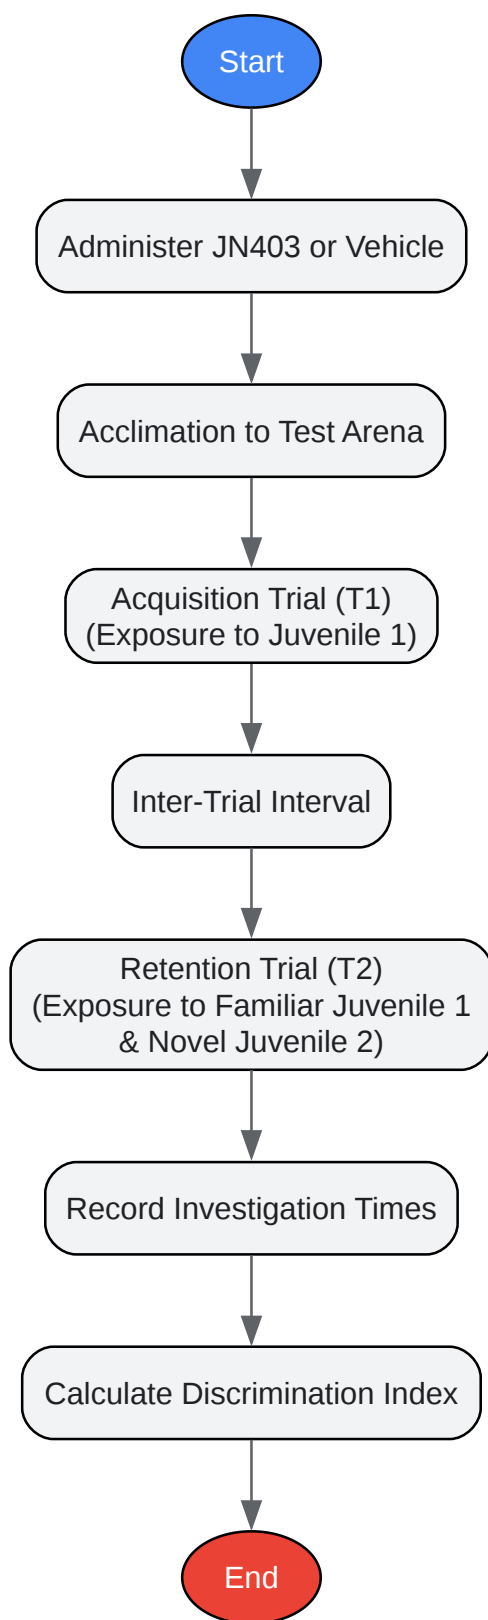 Start
Administer JN403 or Vehicle
Acclimation to Test Arena
Acquisition Trial (T1)
(Exposure to Juvenile 1)
Inter-Trial Interval
Retention Trial (T2)
(Exposure to Familiar Juvenile 1
& Novel Juvenile 2)
Record Investigation Times
Calculate Discrimination Index
End